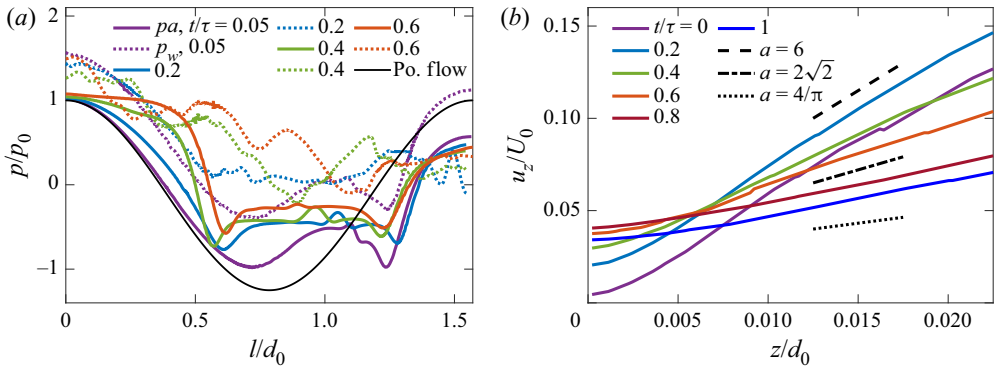 (a)
pa, t/τ = 0.05
p_w, 0.05
0.2
0.2
0.4
0.4
0.6
0.6
Po. flow
2
1
0
−1
p/p_0
0 0.5 1.0 1.5
l/d_0
(b)
t/τ = 0
0.2
0.4
0.6
0.8
1
a = 6
a = 2√2
a = 4/π
0.15
0.10
0.05
u_z/U_0
0 0.005 0.010 0.015 0.020
z/d_0